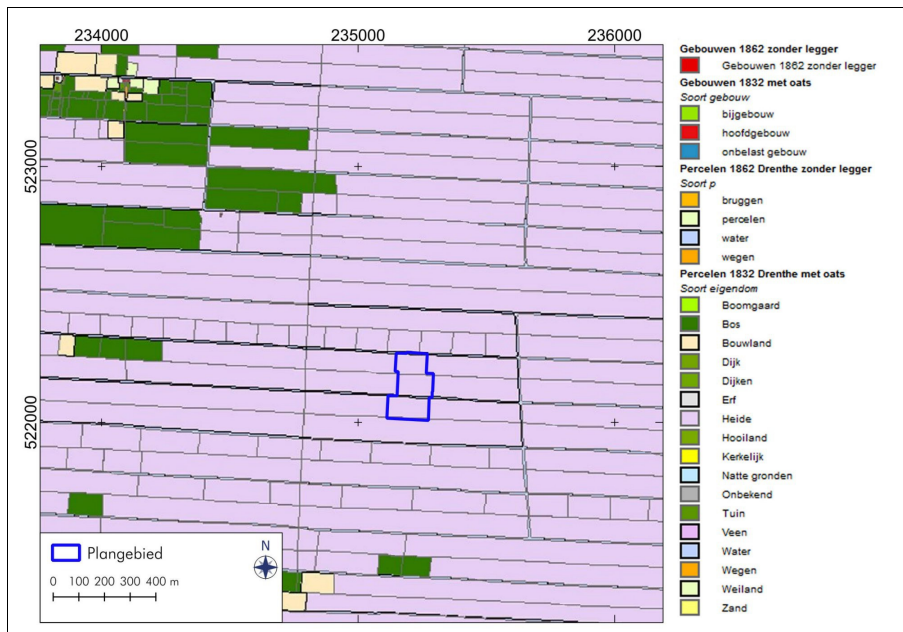 234000 235000 236000
523000
522000
Plangebied
0 100 200 300 400 m
N
Gebouwen 1862 zonder legger
Gebouwen 1862 zonder legger
Gebouwen 1832 met oats
Soort gebouw
bijgebouw
hoofdgebouw
onbelast gebouw
Percelen 1862 Drenthe zonder legger
Soort p
bruggen
percelen
water
wegen
Percelen 1832 Drenthe met oats
Soort eigendom
Boomgaard
Bos
Bouwland
Dijk
Dijken
Erf
Heide
Hooiland
Kerkelijk
Natte gronden
Onbekend
Tuin
Veen
Water
Wegen
Weiland
Zand